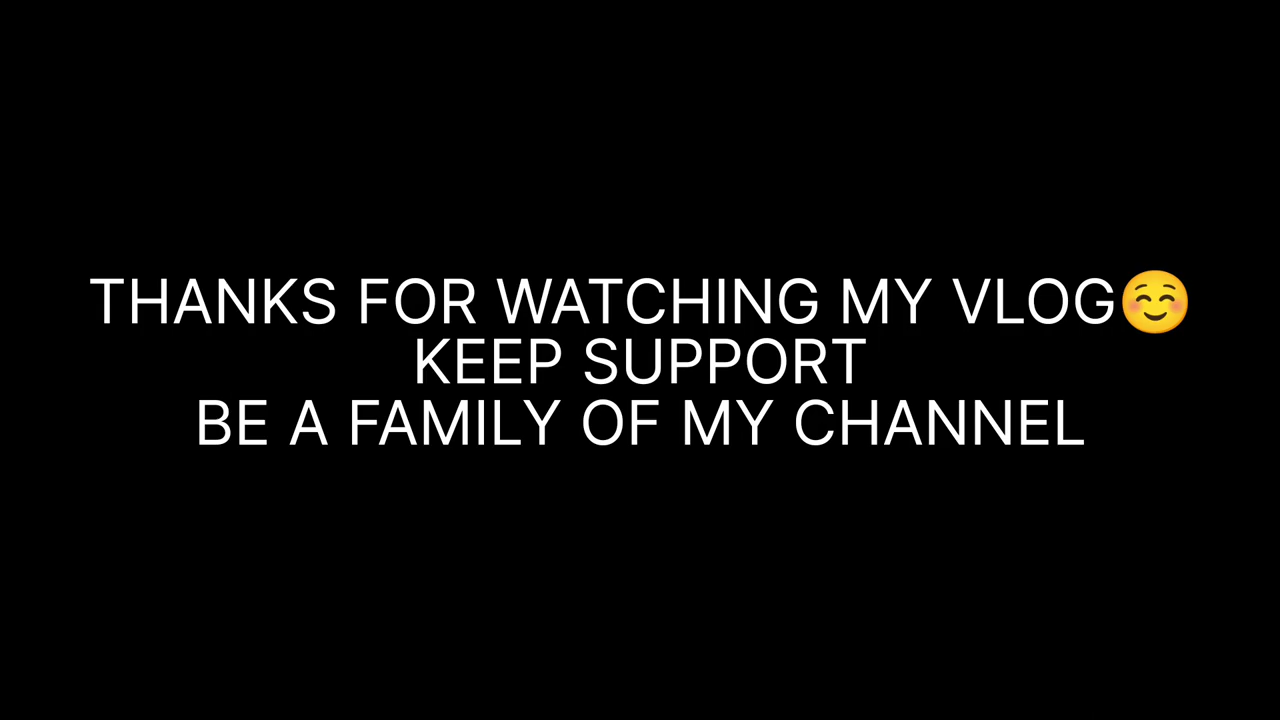 THANKS FOR WATCHING MY VLOG☺️
KEEP SUPPORT
BE A FAMILY OF MY CHANNEL